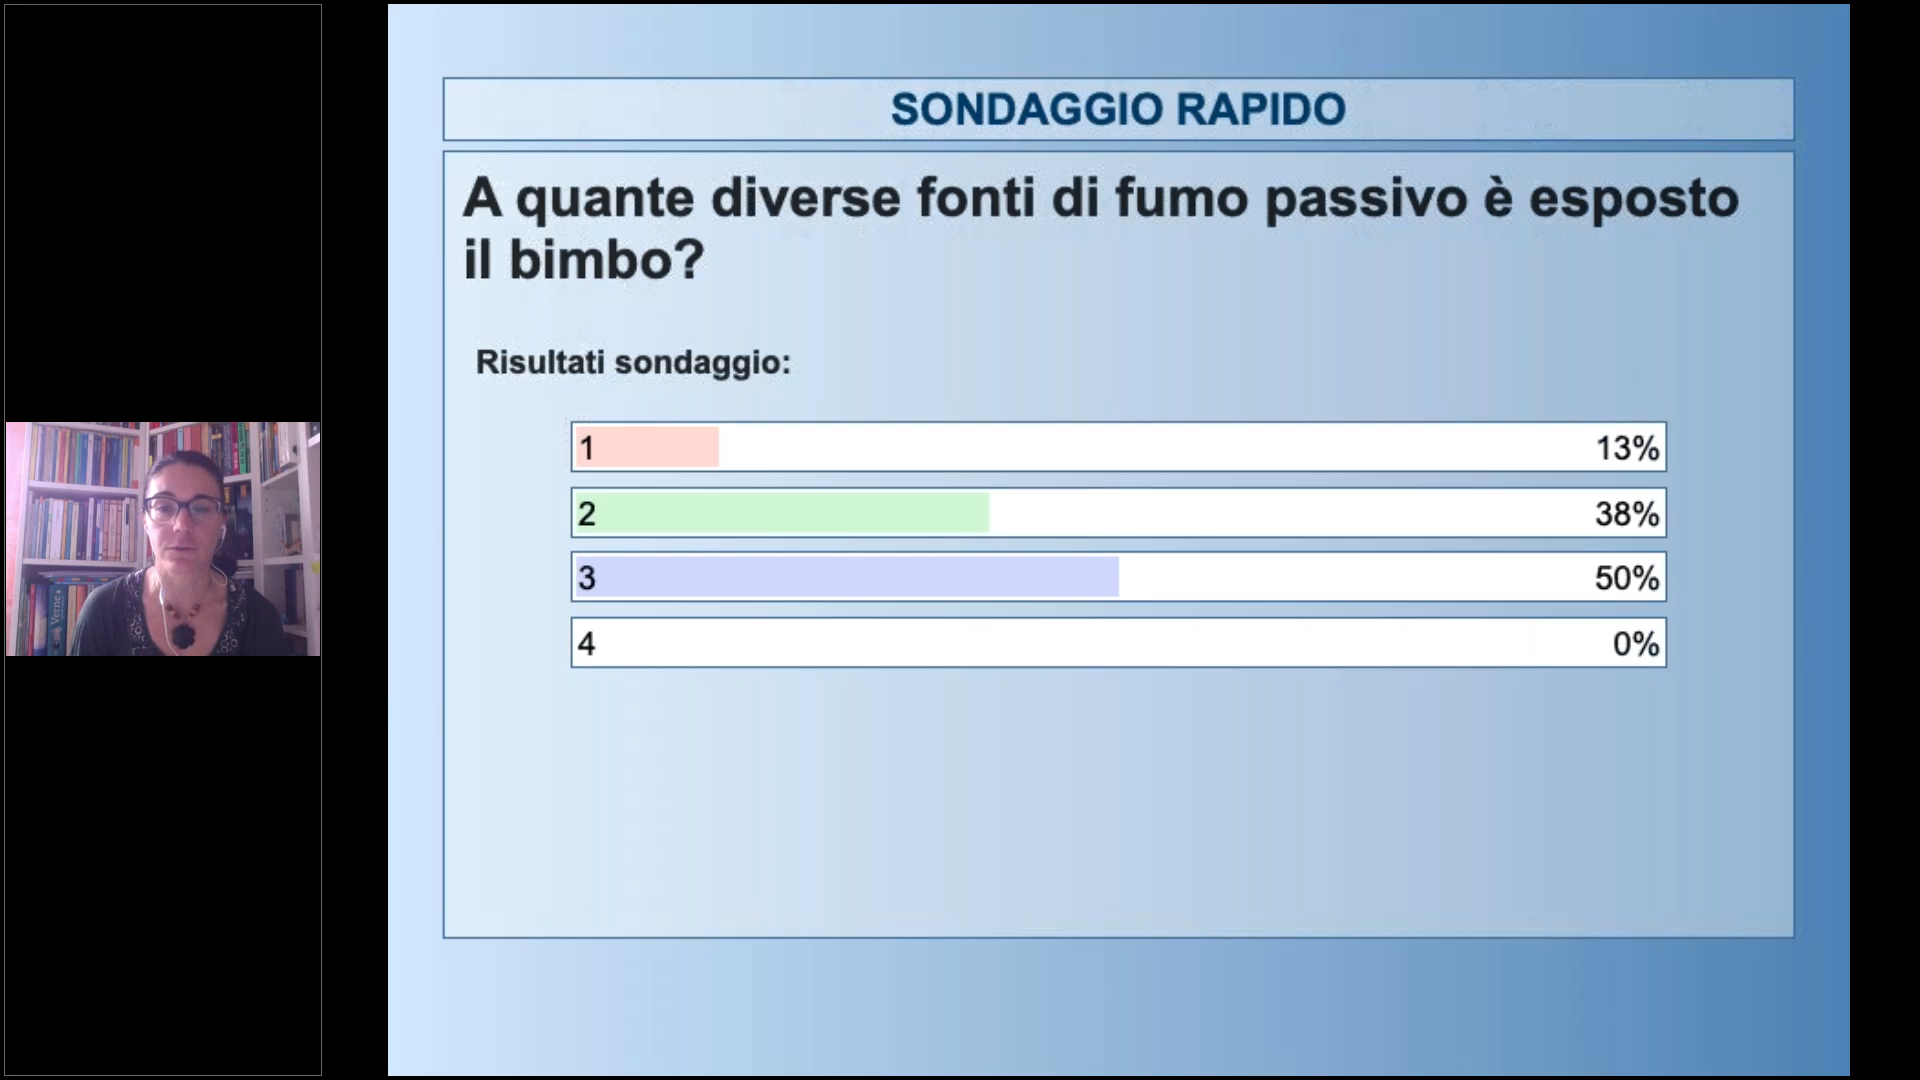 SONDAGGIO RAPIDO
A quante diverse fonti di fumo passivo è esposto
il bimbo?
Risultati sondaggio:
1 13%
2 38%
3 50%
4 0%
Verne